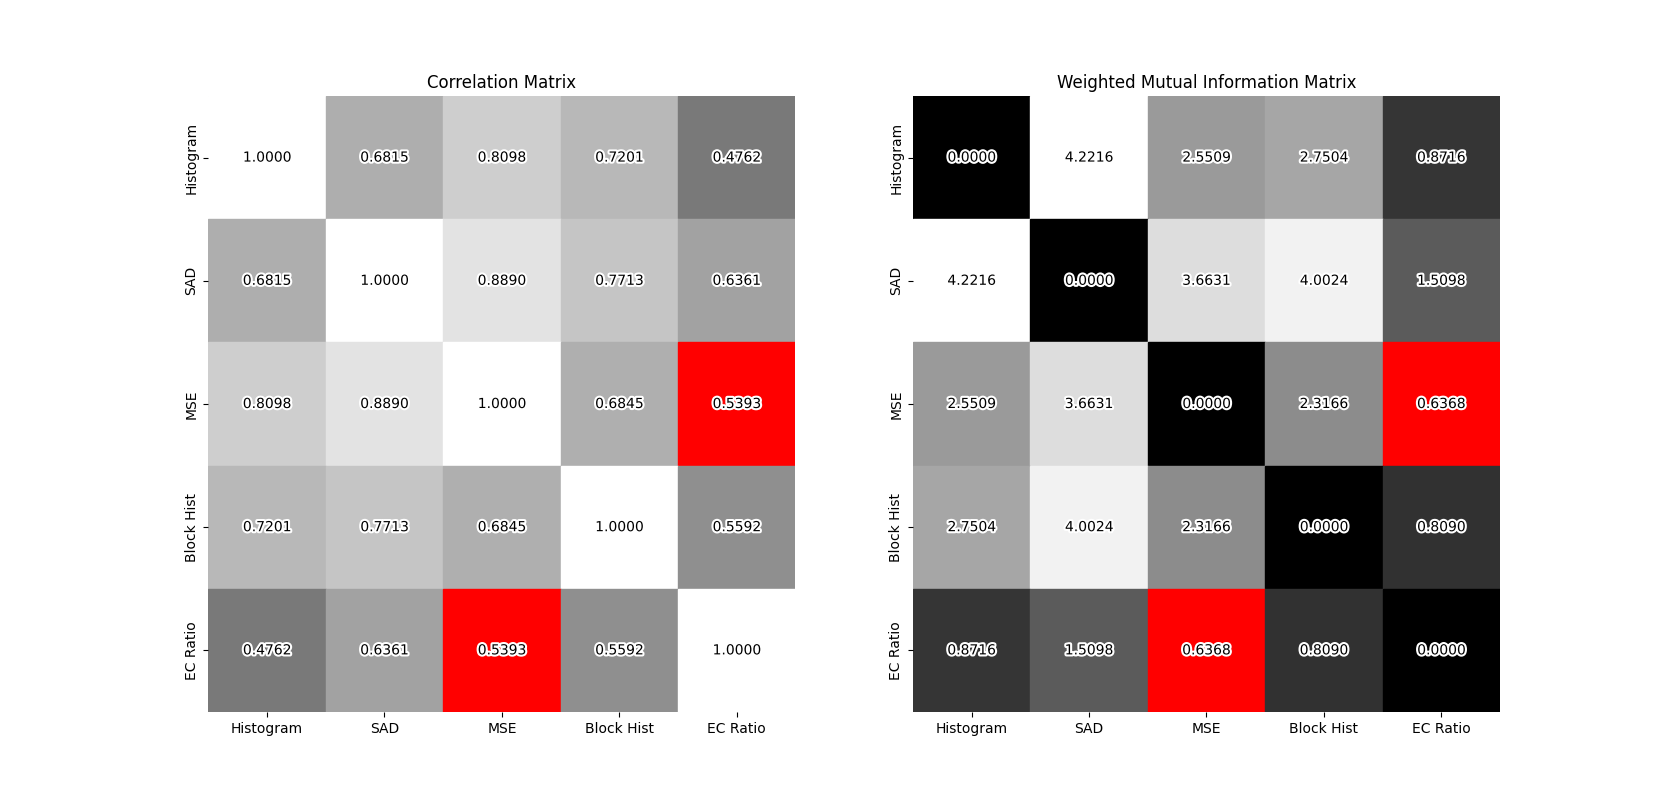 Correlation Matrix
Histogram 1.0000 0.6815 0.8098 0.7201 0.4762
SAD 0.6815 1.0000 0.8890 0.7713 0.6361
MSE 0.8098 0.8890 1.0000 0.6845 0.5393
Block Hist 0.7201 0.7713 0.6845 1.0000 0.5592
EC Ratio 0.4762 0.6361 0.5393 0.5592 1.0000
Histogram SAD MSE Block Hist EC Ratio
Weighted Mutual Information Matrix
Histogram 0.0000 4.2216 2.5509 2.7504 0.8716
SAD 4.2216 0.0000 3.6631 4.0024 1.5098
MSE 2.5509 3.6631 0.0000 2.3166 0.6368
Block Hist 2.7504 4.0024 2.3166 0.0000 0.8090
EC Ratio 0.8716 1.5098 0.6368 0.8090 0.0000
Histogram SAD MSE Block Hist EC Ratio